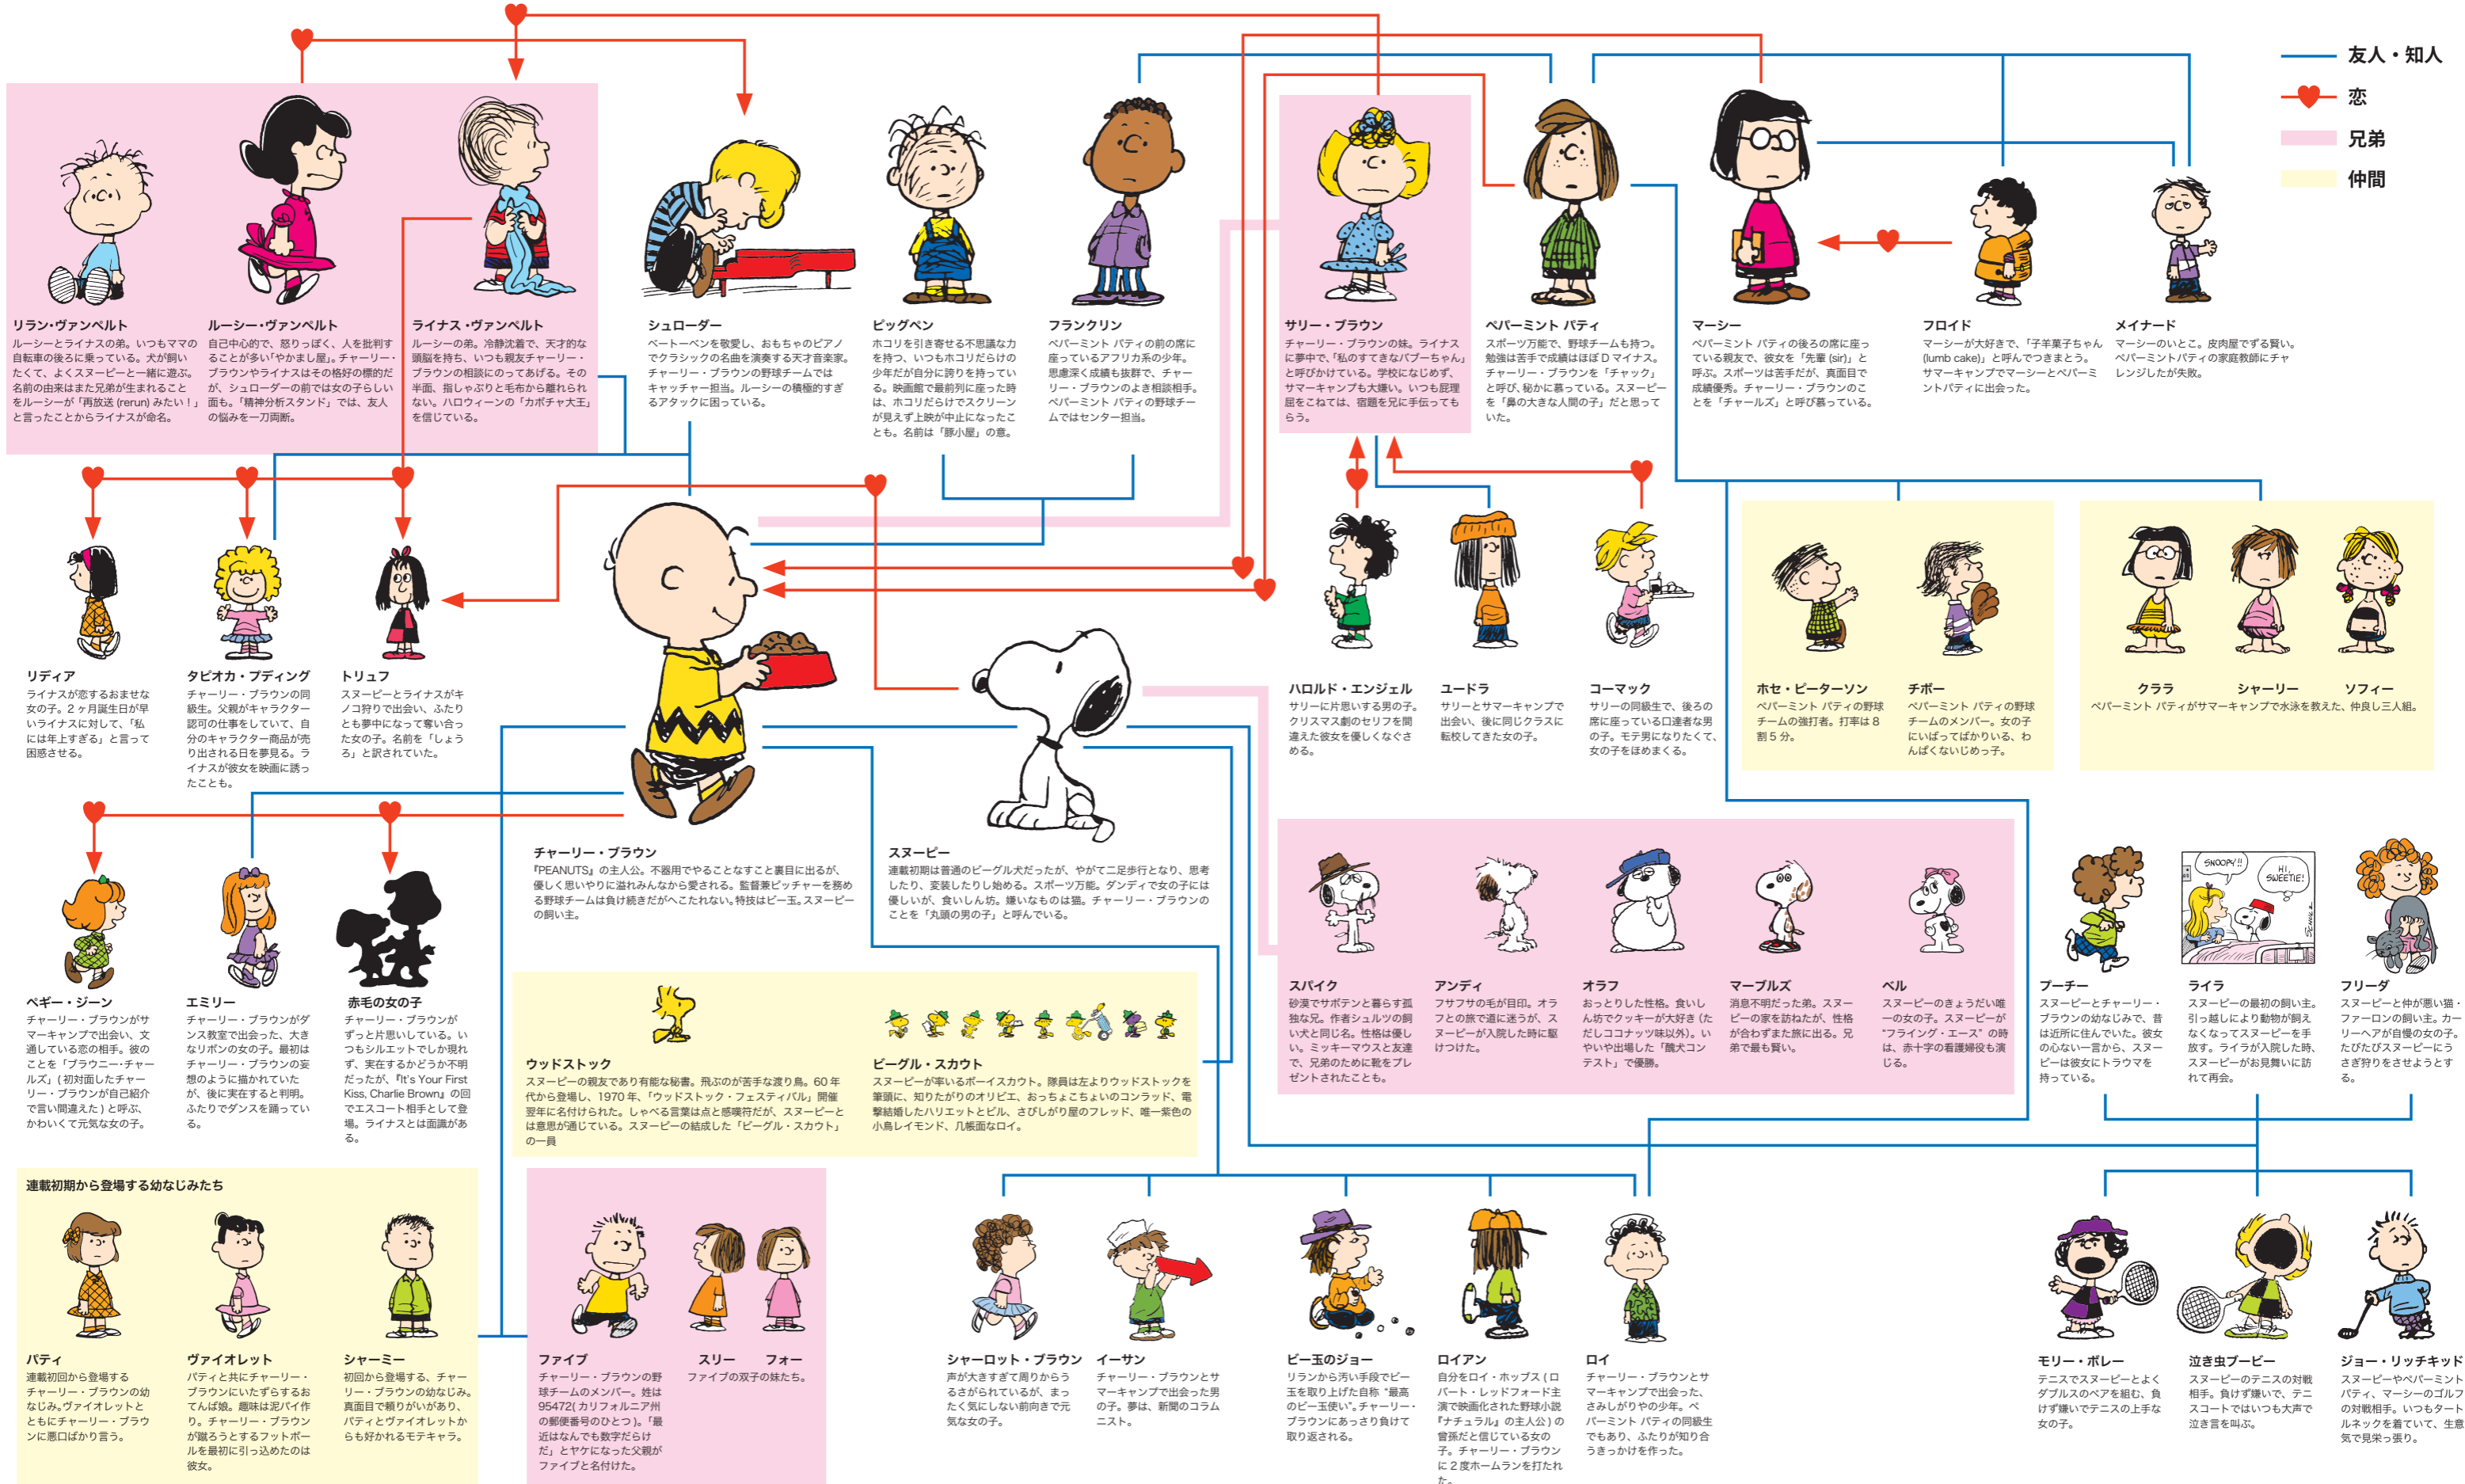 友人・知人
恋
兄弟
仲間
リラン・ヴァンペルト
ルーシーとライナスの弟。いつもママの
自転車の後ろに乗っている。犬が飼い
たくて、よくスヌーピーと一緒に遊ぶ。
名前の由来はまた兄弟が生まれること
をルーシーが「再放送 (rerun) みたい！」
と言ったことからライナスが命名。
ルーシー・ヴァンペルト
自己中心的で、怒りっぽく、人を批判す
ることが多い「やかまし屋」。チャーリー・
ブラウンやライナスはその格好の標的だ
が、シュローダーの前では女の子らしい
面も。「精神分析スタンド」では、友人
の悩みを一刀両断。
ライナス・ヴァンペルト
ルーシーの弟。冷静沈着で、天才的な
頭脳を持ち、いつも親友チャーリー・
ブラウンの相談にのってあげる。その
半面、指しゃぶりと毛布から離れられ
ない。ハロウィーンの「カボチャ大王」
を信じている。
シュローダー
ベートーベンを敬愛し、おもちゃのピアノ
でクラシックの名曲を演奏する天才音楽家。
チャーリー・ブラウンの野球チームでは
キャッチャー担当。ルーシーの積極的すぎ
るアタックに困っている。
ピッグペン
ホコリを引き寄せる不思議な力
を持つ、いつもホコリだらけの
少年だが自分に誇りを持ってい
る。映画館で最前列に座った時
は、ホコリだらけでスクリーン
が見えず上映が中止になったこ
とも。名前は「豚小屋」の意。
フランクリン
ペパーミント パティの前の席に
座っているアフリカ系の少年。
思慮深く成績も抜群で、チャー
リー・ブラウンのよき相談相手。
ペパーミント パティの野球チー
ムではセンター担当。
サリー・ブラウン
チャーリー・ブラウンの妹。ライナス
に夢中で、「私のすてきなバブーちゃん」
と呼びかけている。学校になじめず、
サマーキャンプも大嫌い。いつも屁理
屈をこねては、宿題を兄に手伝っても
らう。
ペパーミント パティ
スポーツ万能で、野球チームも持つ。
勉強は苦手で成績はほぼ D マイナス。
チャーリー・ブラウンを「チャック」
と呼び、秘かに慕っている。スヌーピー
を「鼻の大きな人間の子」だと思って
いた。
マーシー
ペパーミント パティの後ろの席に座っ
ている親友で、彼女を「先輩 (sir)」と
呼ぶ。スポーツは苦手だが、真面目で
成績優秀。チャーリー・ブラウンのこ
とを「チャールズ」と呼び慕っている。
フロイド
マーシーが大好きで、「子羊菓子ちゃん
(lumb cake)」と呼んでつきまとう。
サマーキャンプでマーシーとペパーミ
ントパティに出会った。
メイナード
マーシーのいとこ。皮肉屋でずる賢い。
ペパーミントパティの家庭教師にチャ
レンジしたが失敗。
リディア
ライナスが恋するおませな
女の子。2 ヶ月誕生日が早
いライナスに対して、「私
には年上すぎる」と言って
困惑させる。
タピオカ・プディング
チャーリー・ブラウンの同
級生。父親がキャラクター
認可の仕事をしていて、自
分のキャラクター商品が売
り出される日を夢見る。ラ
イナスが彼女を映画に誘っ
たことも。
トリュフ
スヌーピーとライナスがキ
ノコ狩りで出会い、ふたり
とも夢中になって奪い合っ
た女の子。名前を「しょう
ろ」と訳されていた。
ハロルド・エンジェル
サリーに片思いする男の子。
クリスマス劇のセリフを間
違えた彼女を優しくなぐさ
める。
ユードラ
サリーとサマーキャンプで
出会い、後に同じクラスに
転校してきた女の子。
コーマック
サリーの同級生で、後ろの
席に座っている口達者な男
の子。モテ男になりたくて、
女の子をほめまくる。
ホセ・ピーターソン
ペパーミント パティの野球
チームの強打者。打率は 8
割 5 分。
チボー
ペパーミント パティの野球
チームのメンバー。女の子
にいばってばかりいる、わ
んぱくないじめっ子。
クララ
シャーリー
ソフィー
ペパーミント パティがサマーキャンプで水泳を教えた、仲良し三人組。
チャーリー・ブラウン
『PEANUTS』の主人公。不器用でやることなすこと裏目に出るが、
優しく思いやりに溢れみんなから愛される。監督兼ピッチャーを務め
る野球チームは負け続きだがへこたれない。特技はビー玉。スヌーピー
の飼い主。
スヌーピー
連載初期は普通のビーグル犬だったが、やがて二足歩行となり、思考
したり、変装したりし始める。スポーツ万能。ダンディで女の子には
優しいが、食いしん坊。嫌いなものは猫。チャーリー・ブラウンの
ことを「丸頭の男の子」と呼んでいる。
ペギー・ジーン
チャーリー・ブラウンがサ
マーキャンプで出会い、文
通している恋の相手。彼の
ことを「ブラウニー・チャー
ルズ」( 初対面したチャー
リー・ブラウンが自己紹介
で言い間違えた ) と呼ぶ、
かわいくて元気な女の子。
エミリー
チャーリー・ブラウンがダ
ンス教室で出会った、大き
なリボンの女の子。最初は
チャーリー・ブラウンの妄
想のように描かれていた
が、後に実在すると判明。
ふたりでダンスを踊ってい
る。
赤毛の女の子
チャーリー・ブラウンが
ずっと片思いしている。い
つもシルエットでしか現れ
ず、実在するかどうか不明
だったが、『It's Your First
Kiss, Charlie Brown』の回
でエスコート相手として登
場。ライナスとは面識があ
る。
ウッドストック
スヌーピーの親友であり有能な秘書。飛ぶのが苦手な渡り鳥。60 年
代から登場し、1970 年、「ウッドストック・フェスティバル」開催
翌年に名付けられた。しゃべる言葉は点と感嘆符だが、スヌーピーと
は意思が通じている。スヌーピーの結成した「ビーグル・スカウト」
の一員
ビーグル・スカウト
スヌーピーが率いるボーイスカウト。隊員は左よりウッドストックを
筆頭に、知りたがりのオリビエ、おっちょこちょいのコンラッド、電
撃結婚したハリエットとビル、さびしがり屋のフレッド、唯一紫色の
小鳥レイモンド、几帳面なロイ。
スパイク
砂漠でサボテンと暮らす孤
独な兄。作者シュルツの飼
い犬と同じ名。性格は優し
い。ミッキーマウスと友達
で、兄弟のために靴をプレ
ゼントされたことも。
アンディ
フサフサの毛が目印。オラ
フとの旅で道に迷うが、ス
ヌーピーが入院した時に駆
けつけた。
オラフ
おっとりした性格。食いし
ん坊でクッキーが大好き (た
だしココナッツ味以外)。い
やいや出場した「醜犬コン
テスト」で優勝。
マーブルズ
消息不明だった弟。スヌー
ピーの家を訪ねたが、性格
が合わずまた旅に出る。兄
弟で最も賢い。
ベル
スヌーピーのきょうだい唯
一の女の子。スヌーピーが
“フライング・エース” の時
は、赤十字の看護婦役も演
じる。
プーチー
スヌーピーとチャーリー・
ブラウンの幼なじみで、昔
は近所に住んでいた。彼女
の心ない一言から、スヌー
ピーは彼女にトラウマを
持っている。
SNOOPY!!
HI,
SWEETIE!
SCHULZ
ライラ
スヌーピーの最初の飼い主。
引っ越しにより動物が飼え
なくなってスヌーピーを手
放す。ライラが入院した時、
スヌーピーがお見舞いに訪
れて再会。
フリーダ
スヌーピーと仲が悪い猫・
ファーロンの飼い主。カー
リーヘアが自慢の女の子。
たびたびスヌーピーにう
さぎ狩りをさせようとす
る。
連載初期から登場する幼なじみたち
パティ
連載初回から登場する
チャーリー・ブラウンの幼
なじみ。ヴァイオレットと
ともにチャーリー・ブラウ
ンに悪口ばかり言う。
ヴァイオレット
パティと共にチャーリー・
ブラウンにいたずらするお
てんば娘。趣味は泥パイ作
り。チャーリー・ブラウン
が蹴ろうとするフットボー
ルを最初に引っ込めたのは
彼女。
シャーミー
初回から登場する、チャー
リー・ブラウンの幼なじみ。
真面目で頼りがいがあり、
パティとヴァイオレットか
らも好かれるモテキャラ。
ファイブ
チャーリー・ブラウンの野
球チームのメンバー。姓は
95472( カリフォルニア州
の郵便番号のひとつ )。「最
近はなんでも数字だらけ
だ」とヤケになった父親が
ファイブと名付けた。
スリー
フォー
ファイブの双子の妹たち。
シャーロット・ブラウン
声が大きすぎて周りからう
るさがられているが、まっ
たく気にしない前向きで元
気な女の子。
イーサン
チャーリー・ブラウンとサ
マーキャンプで出会った男
の子。夢は、新聞のコラム
ニスト。
ビー玉のジョー
リランから汚い手段でビー
玉を取り上げた自称 “最高
のビー玉使い”。チャーリー・
ブラウンにあっさり負けて
取り返される。
ロイアン
自分をロイ・ホッブス ( ロ
バート・レッドフォード主
演で映画化された野球小説
『ナチュラル』の主人公 ) の
曾孫だと信じている女の
子。チャーリー・ブラウン
に 2 度ホームランを打たれ
た。
ロイ
チャーリー・ブラウンとサ
マーキャンプで出会った、
さみしがりやの少年。ペ
パーミント パティの同級生
でもあり、ふたりが知り合
うきっかけを作った。
モリー・ボレー
テニスでスヌーピーとよく
ダブルスのペアを組む、負
けず嫌いでテニスの上手な
女の子。
泣き虫ブービー
スヌーピーのテニスの対戦
相手。負けず嫌いで、テニ
スコートではいつも大声で
泣き言を叫ぶ。
ジョー・リッチキッド
スヌーピーやペパーミント
パティ、マーシーのゴルフ
の対戦相手。いつもタート
ルネックを着ていて、生意
気で見栄っ張り。